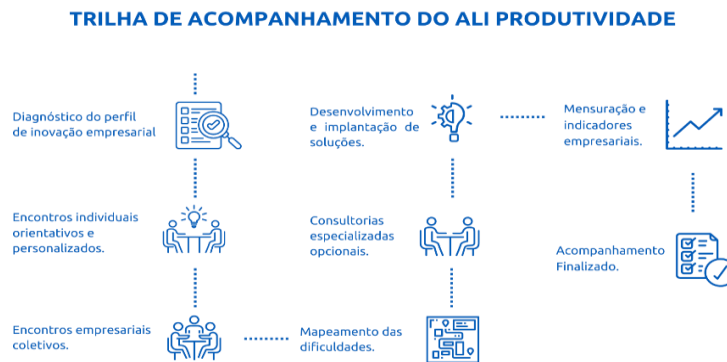 TRILHA DE ACOMPANHAMENTO DO ALI PRODUTIVIDADE
Diagnóstico do perfil
de inovação empresarial
Encontros individuais
orientativos e
personalizados.
Encontros empresariais
coletivos.
Mapeamento das
dificuldades.
Consultorias
especializadas
opcionais.
Desenvolvimento
e implantação de
soluções.
Mensuração e
indicadores
empresariais.
Acompanhamento
Finalizado.